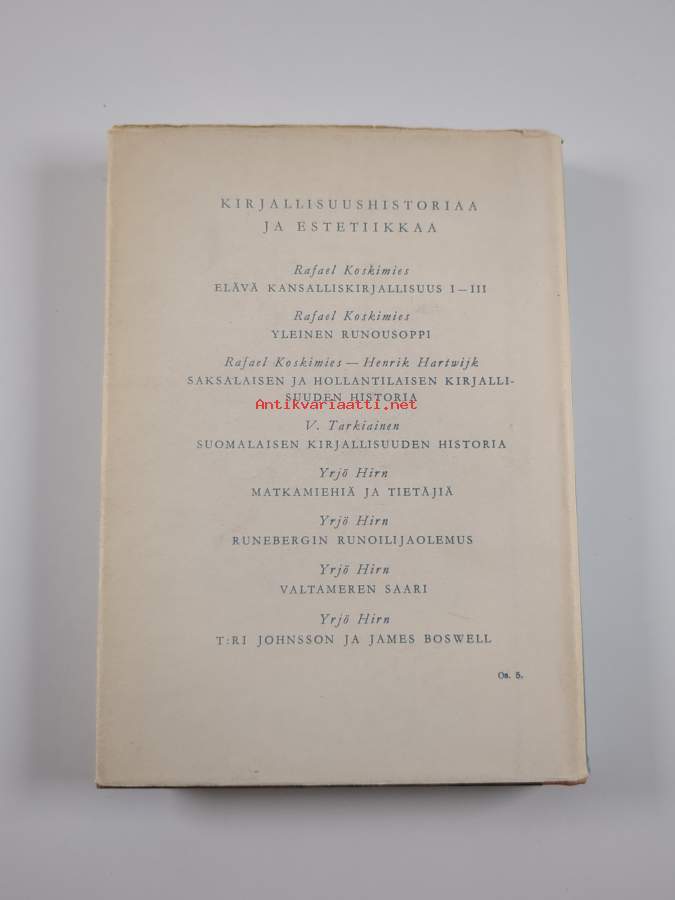 KIRJALLISUUSHISTORIAA
JA ESTETIIKKAA
Rafael Koskimies
ELÄVÄ KANSALLISKIRJALLISUUS I–III
Rafael Koskimies
YLEINEN RUNOUSOPPI
Rafael Koskimies — Henrik Hartwijk
SAKSALAISEN JA HOLLANTILAISEN KIRJALLI-
SUUDEN HISTORIA
Antikvariaatti.net
V. Tarkiainen
SUOMALAISEN KIRJALLISUUDEN HISTORIA
Yrjö Hirn
MATKAMIEHIÄ JA TIETÄJIÄ
Yrjö Hirn
RUNEBERGIN RUNOILIJAOLEMUS
Yrjö Hirn
VALTAMEREN SAARI
Yrjö Hirn
T:RI JOHNSSON JA JAMES BOSWELL
Os. 5.